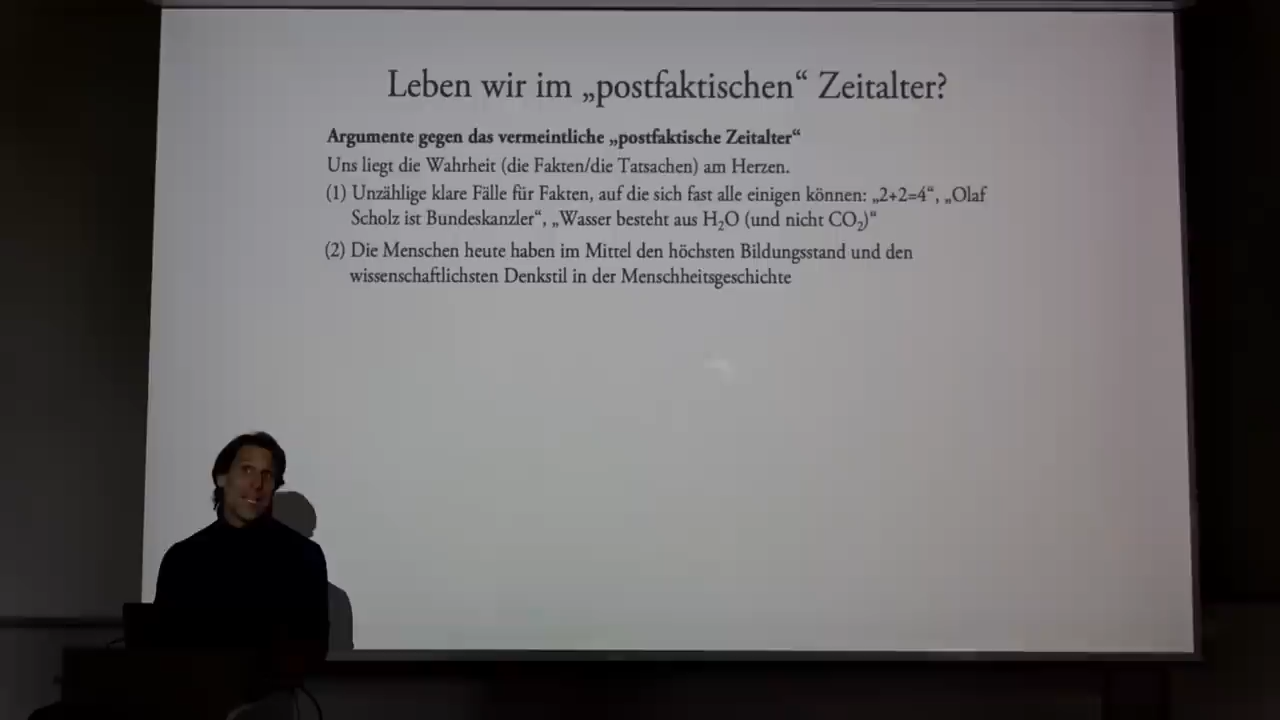 Leben wir im „postfaktischen“ Zeitalter?
Argumente gegen das vermeintliche „postfaktische Zeitalter“
Uns liegt die Wahrheit (die Fakten/die Tatsachen) am Herzen.
(1) Unzählige klare Fälle für Fakten, auf die sich fast alle einigen können: „2+2=4“, „Olaf
Scholz ist Bundeskanzler“, „Wasser besteht aus H₂O (und nicht CO₂)“
(2) Die Menschen heute haben im Mittel den höchsten Bildungsstand und den
wissenschaftlichsten Denkstil in der Menschheitsgeschichte